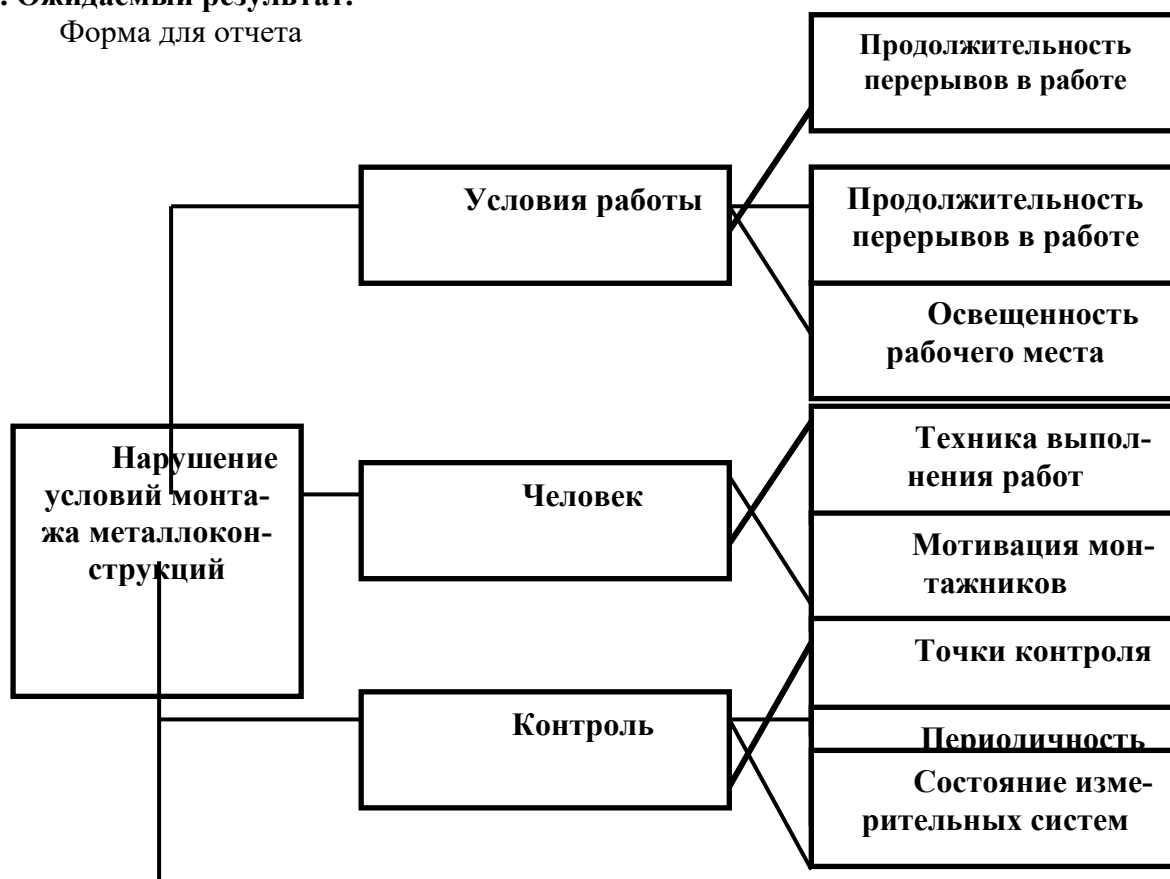 . Ожидаемый результат.
Форма для отчета
Продолжительность
перерывов в работе
Условия работы
Продолжительность
перерывов в работе
Освещенность
рабочего места
Нарушение
условий монта-
жа металлокон-
струкций
Человек
Техника выпол-
нения работ
Мотивация мон-
тажников
Контроль
Точки контроля
Периодичность
Состояние изме-
рительных систем